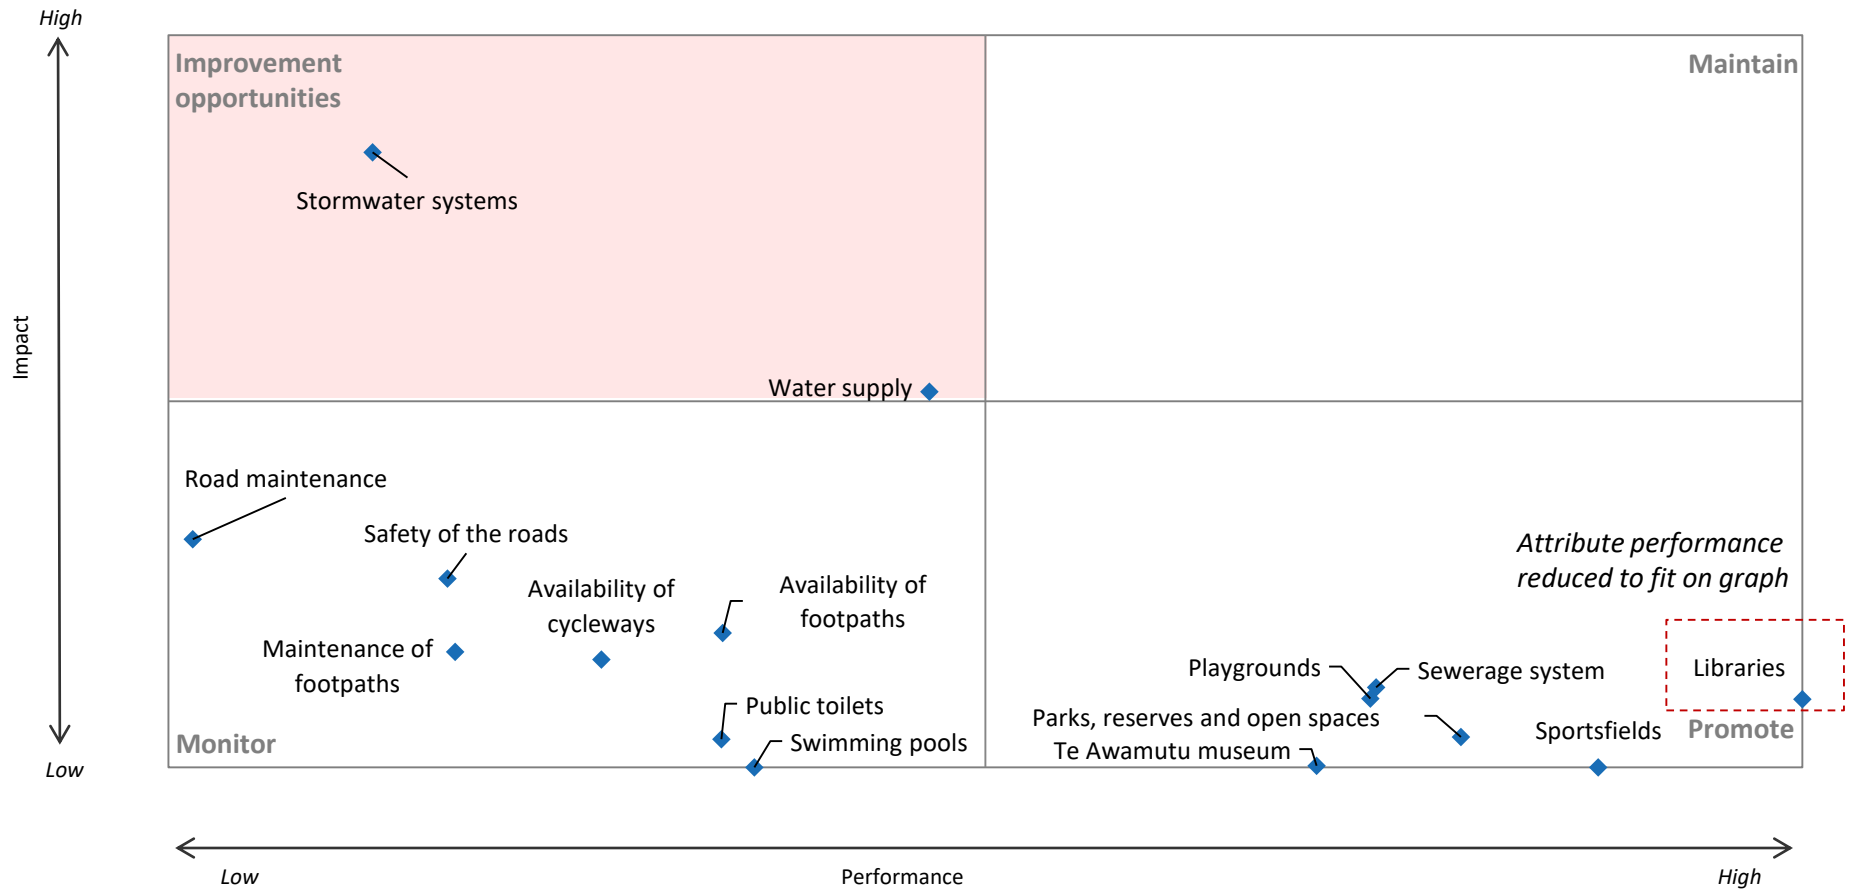 High
Improvement
opportunities
Maintain
Stormwater systems
Impact
Water supply
Road maintenance
Safety of the roads
Attribute performance
reduced to fit on graph
Availability of
cycleways
Availability of
footpaths
Maintenance of
footpaths
Playgrounds
Sewerage system
Libraries
Public toilets
Parks, reserves and open spaces
Sportsfields
Promote
Monitor
Swimming pools
Te Awamutu museum
Low
Low
Performance
High